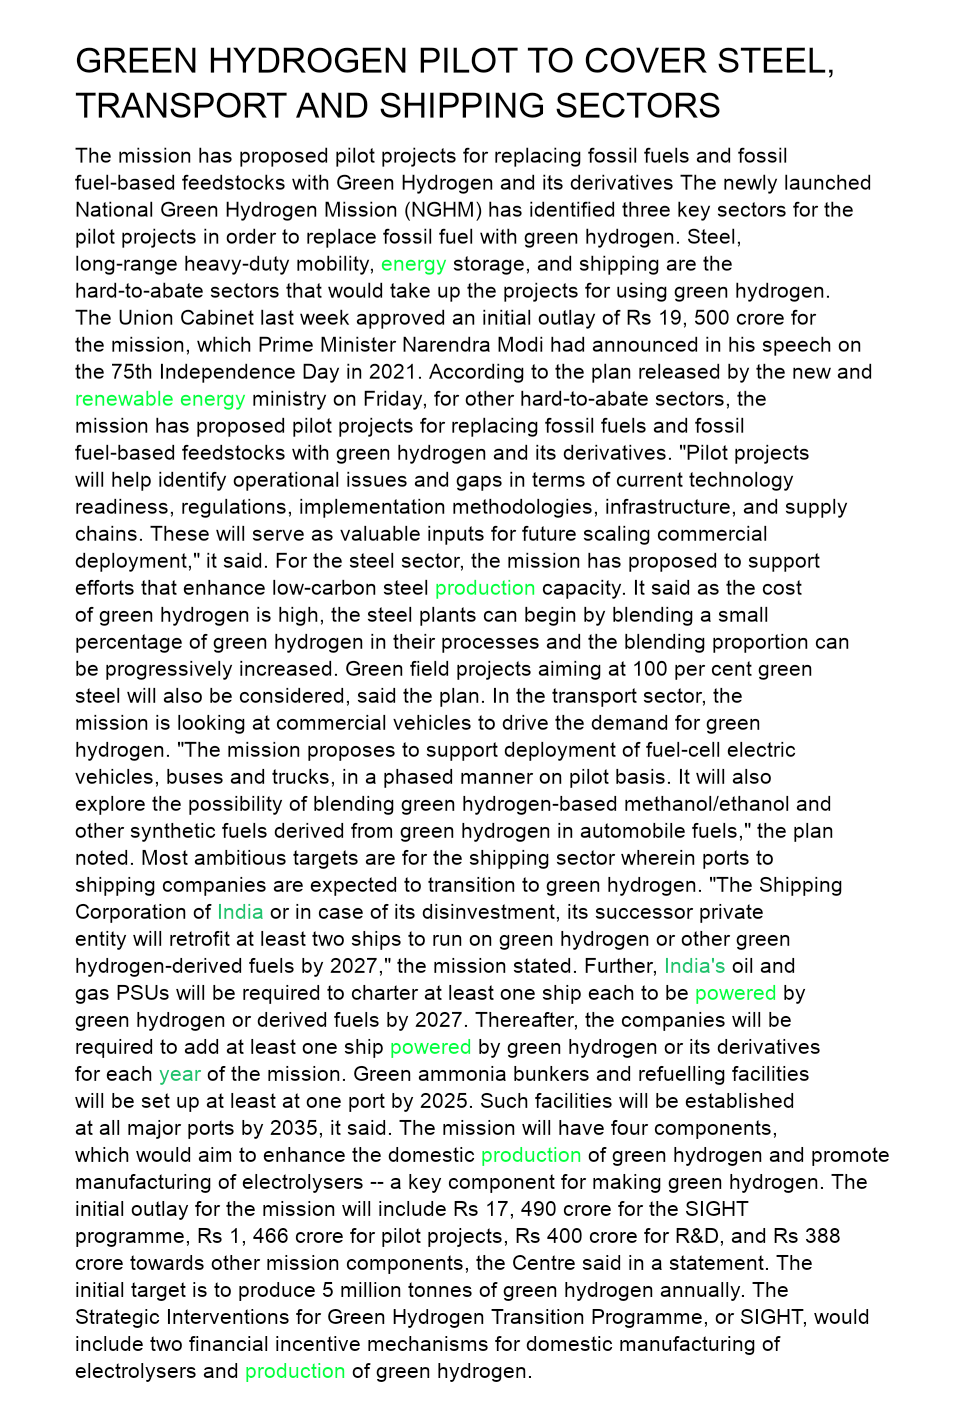 GREEN HYDROGEN PILOT TO COVER STEEL,
TRANSPORT AND SHIPPING SECTORS
The mission has proposed pilot projects for replacing fossil fuels and fossil
fuel-based feedstocks with Green Hydrogen and its derivatives The newly launched
National Green Hydrogen Mission (NGHM) has identified three key sectors for the
pilot projects in order to replace fossil fuel with green hydrogen. Steel,
long-range heavy-duty mobility, energy storage, and shipping are the
hard-to-abate sectors that would take up the projects for using green hydrogen.
The Union Cabinet last week approved an initial outlay of Rs 19, 500 crore for
the mission, which Prime Minister Narendra Modi had announced in his speech on
the 75th Independence Day in 2021. According to the plan released by the new and
renewable energy ministry on Friday, for other hard-to-abate sectors, the
mission has proposed pilot projects for replacing fossil fuels and fossil
fuel-based feedstocks with green hydrogen and its derivatives. "Pilot projects
will help identify operational issues and gaps in terms of current technology
readiness, regulations, implementation methodologies, infrastructure, and supply
chains. These will serve as valuable inputs for future scaling commercial
deployment," it said. For the steel sector, the mission has proposed to support
efforts that enhance low-carbon steel production capacity. It said as the cost
of green hydrogen is high, the steel plants can begin by blending a small
percentage of green hydrogen in their processes and the blending proportion can
be progressively increased. Green field projects aiming at 100 per cent green
steel will also be considered, said the plan. In the transport sector, the
mission is looking at commercial vehicles to drive the demand for green
hydrogen. "The mission proposes to support deployment of fuel-cell electric
vehicles, buses and trucks, in a phased manner on pilot basis. It will also
explore the possibility of blending green hydrogen-based methanol/ethanol and
other synthetic fuels derived from green hydrogen in automobile fuels," the plan
noted. Most ambitious targets are for the shipping sector wherein ports to
shipping companies are expected to transition to green hydrogen. "The Shipping
Corporation of India or in case of its disinvestment, its successor private
entity will retrofit at least two ships to run on green hydrogen or other green
hydrogen-derived fuels by 2027," the mission stated. Further, India's oil and
gas PSUs will be required to charter at least one ship each to be powered by
green hydrogen or derived fuels by 2027. Thereafter, the companies will be
required to add at least one ship powered by green hydrogen or its derivatives
for each year of the mission. Green ammonia bunkers and refuelling facilities
will be set up at least at one port by 2025. Such facilities will be established
at all major ports by 2035, it said. The mission will have four components,
which would aim to enhance the domestic production of green hydrogen and promote
manufacturing of electrolysers -- a key component for making green hydrogen. The
initial outlay for the mission will include Rs 17, 490 crore for the SIGHT
programme, Rs 1, 466 crore for pilot projects, Rs 400 crore for R&D, and Rs 388
crore towards other mission components, the Centre said in a statement. The
initial target is to produce 5 million tonnes of green hydrogen annually. The
Strategic Interventions for Green Hydrogen Transition Programme, or SIGHT, would
include two financial incentive mechanisms for domestic manufacturing of
electrolysers and production of green hydrogen.